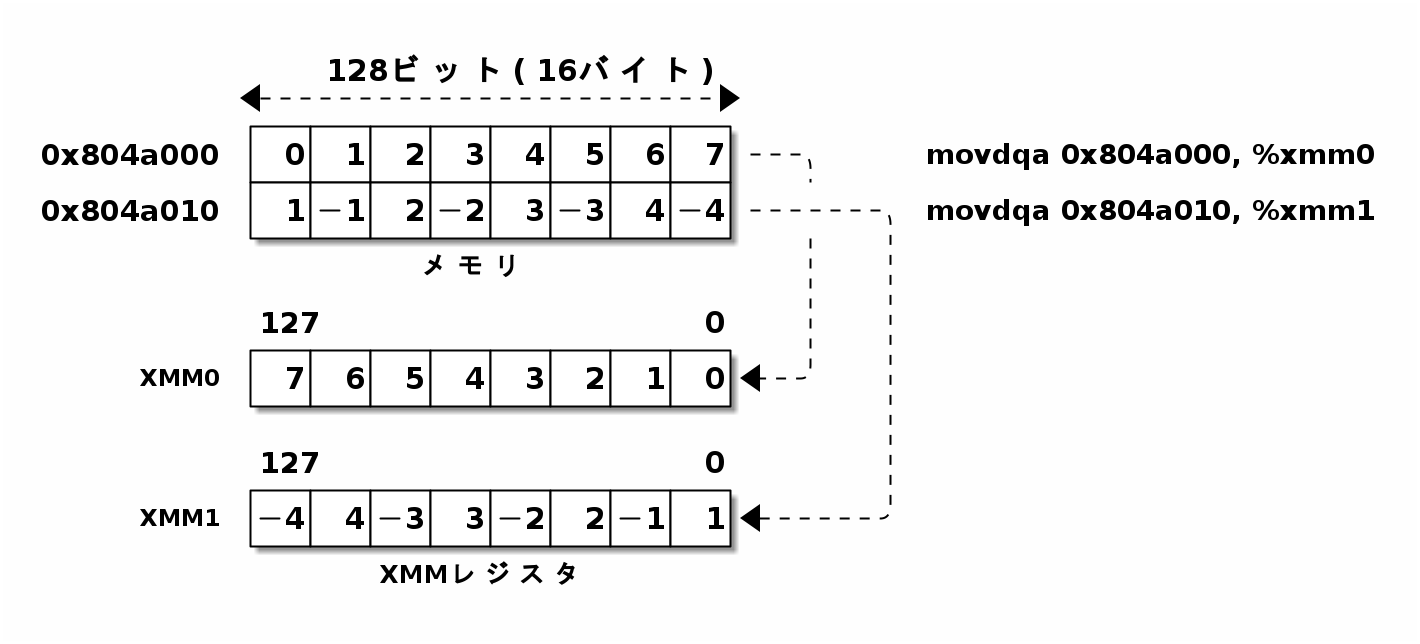 128ビット(16バイト)
0x804a000 0 1 2 3 4 5 6 7 movdqa 0x804a000, %xmm0
0x804a010 1 −1 2 −2 3 −3 4 −4 movdqa 0x804a010, %xmm1
メモリ
127 0
XMM0 7 6 5 4 3 2 1 0
127 0
XMM1 −4 4 −3 3 −2 2 −1 1
XMMレジスタ